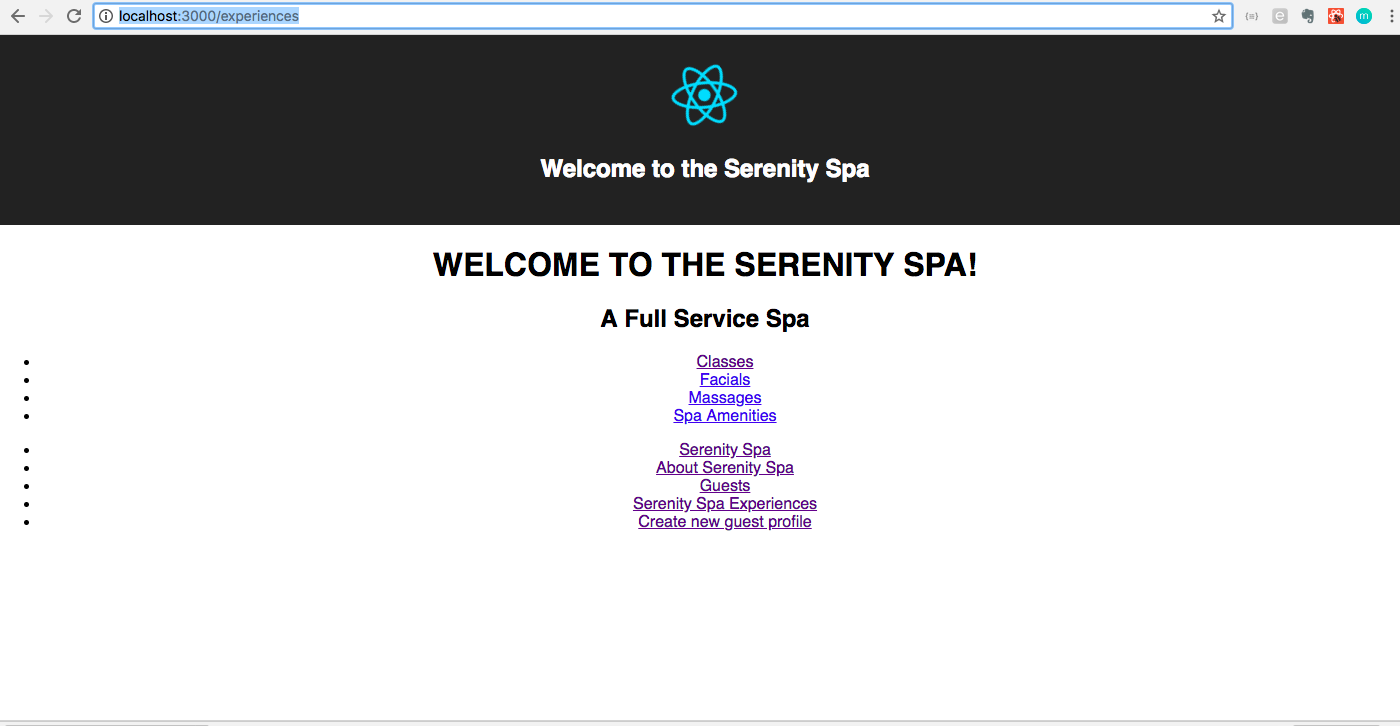 localhost:3000/experiences
Welcome to the Serenity Spa
WELCOME TO THE SERENITY SPA!
A Full Service Spa
Classes
Facials
Massages
Spa Amenities
Serenity Spa
About Serenity Spa
Guests
Serenity Spa Experiences
Create new guest profile